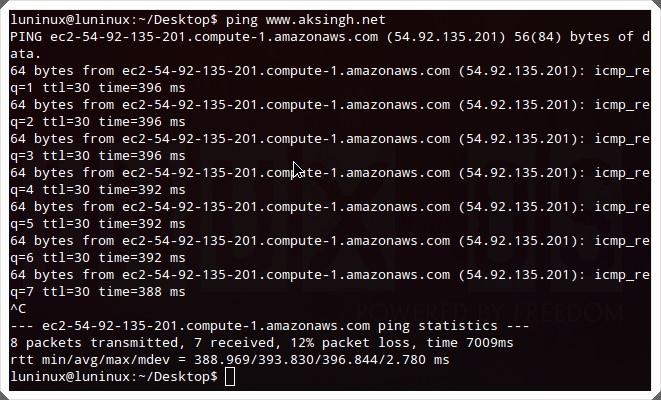 luninux@luninux:~/Desktop$ ping www.aksingh.net
PING ec2-54-92-135-201.compute-1.amazonaws.com (54.92.135.201) 56(84) bytes of d
ata.
64 bytes from ec2-54-92-135-201.compute-1.amazonaws.com (54.92.135.201): icmp_re
q=1 ttl=30 time=396 ms
64 bytes from ec2-54-92-135-201.compute-1.amazonaws.com (54.92.135.201): icmp_re
q=2 ttl=30 time=396 ms
64 bytes from ec2-54-92-135-201.compute-1.amazonaws.com (54.92.135.201): icmp_re
q=3 ttl=30 time=396 ms
64 bytes from ec2-54-92-135-201.compute-1.amazonaws.com (54.92.135.201): icmp_re
q=4 ttl=30 time=392 ms
64 bytes from ec2-54-92-135-201.compute-1.amazonaws.com (54.92.135.201): icmp_re
q=5 ttl=30 time=392 ms
64 bytes from ec2-54-92-135-201.compute-1.amazonaws.com (54.92.135.201): icmp_re
q=6 ttl=30 time=392 ms
64 bytes from ec2-54-92-135-201.compute-1.amazonaws.com (54.92.135.201): icmp_re
q=7 ttl=30 time=388 ms
^C
--- ec2-54-92-135-201.compute-1.amazonaws.com ping statistics ---
8 packets transmitted, 7 received, 12% packet loss, time 7009ms
rtt min/avg/max/mdev = 388.969/393.830/396.844/2.780 ms
luninux@luninux:~/Desktop$
POWERED BY FREEDOM